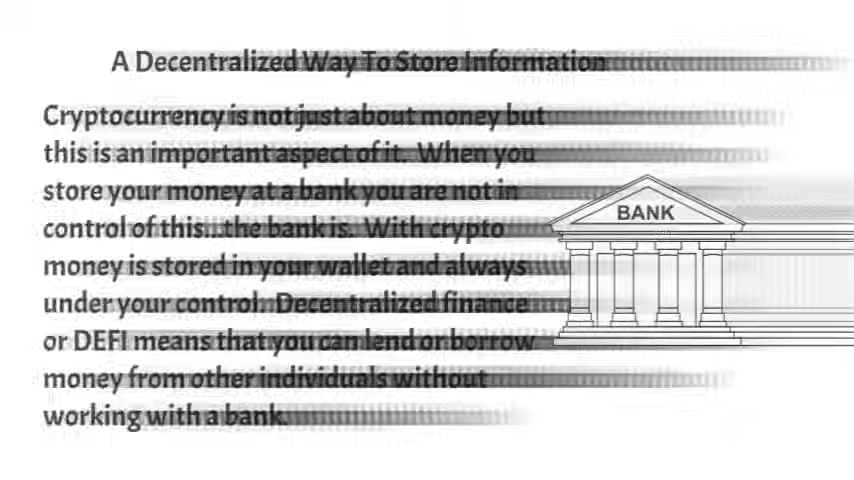 A Decentralized Way To Store Information
Cryptocurrency is not just about money but
this is an important aspect of it. When you
store your money at a bank you are not in
control of this...the bank is. With crypto
money is stored in your wallet and always
under your control. Decentralized finance
or DEFI means that you can lend or borrow
money from other individuals without
working with a bank.
BANK